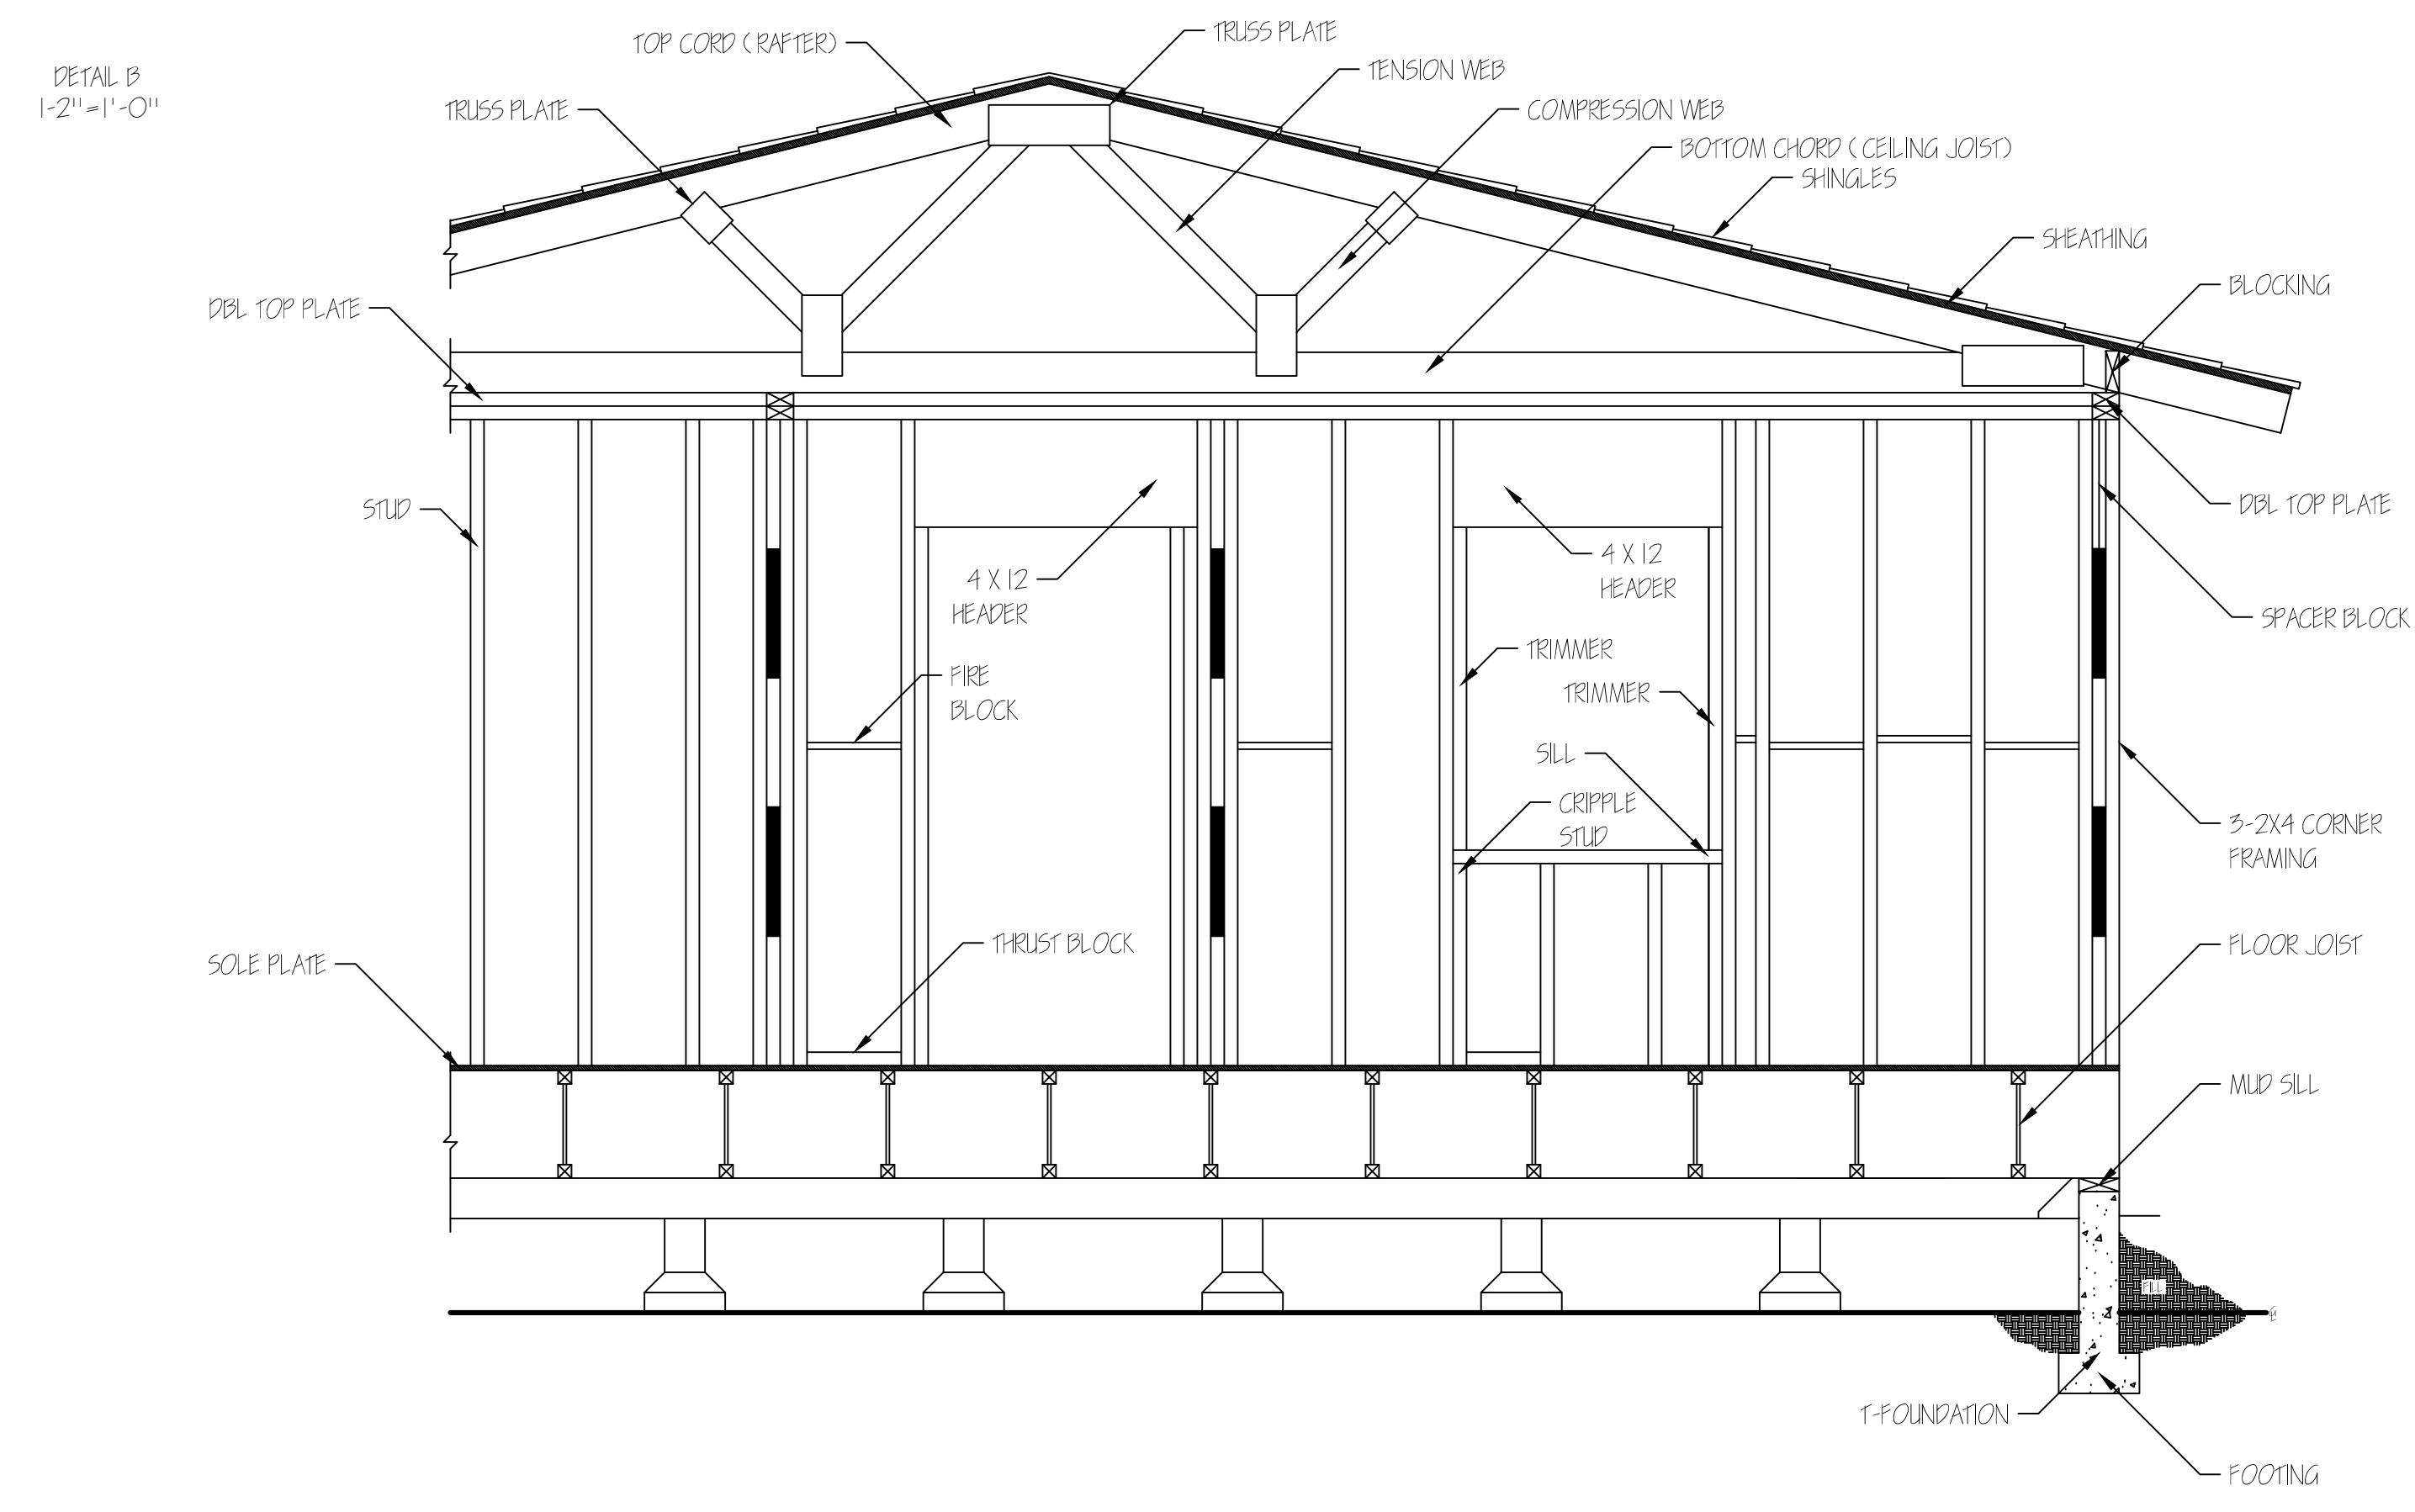 DETAIL B
1-2"=1'-0"
TOP CORD (RAFTER)
TRUSS PLATE
TENSION WEB
TRUSS PLATE
COMPRESSION WEB
BOTTOM CHORD (CEILING JOIST)
SHINGLES
SHEATHING
BLOCKING
DBL TOP PLATE
STUD
DBL TOP PLATE
4 X 12
HEADER
4 X 12
HEADER
SPACER BLOCK
TRIMMER
FIRE
BLOCK
TRIMMER
SILL
CRIPPLE
STUD
3-2X4 CORNER
FRAMING
THRUST BLOCK
FLOOR JOIST
SOLE PLATE
MUD SILL
FILL
T-FOUNDATION
FOOTING